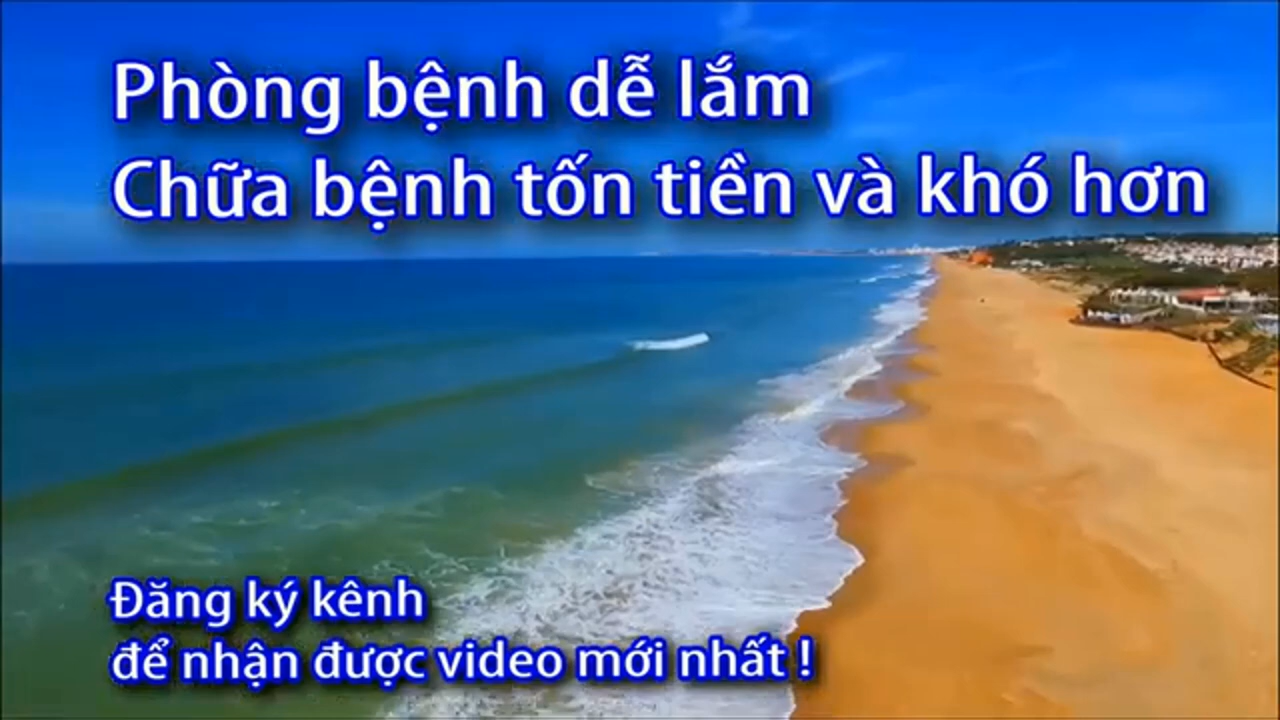 Phòng bệnh dễ lắm
Chữa bệnh tốn tiền và khó hơn
Đăng ký kênh
để nhận được video mới nhất !